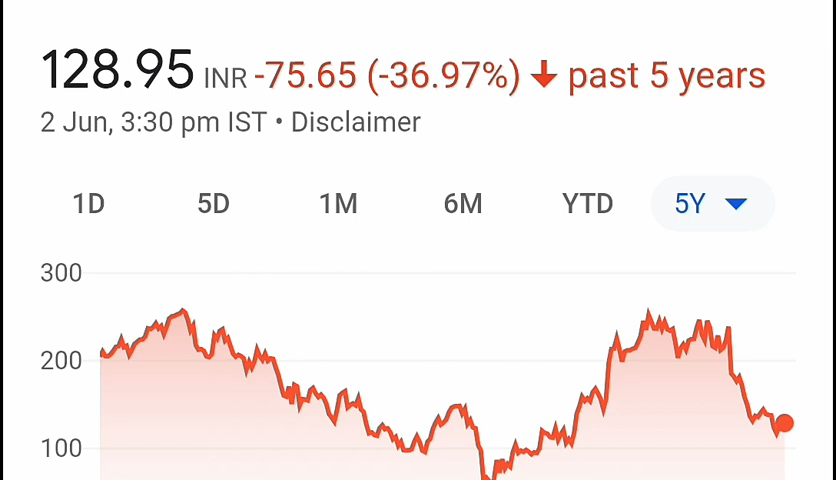 128.95 INR -75.65 (-36.97%) ↓ past 5 years
2 Jun, 3:30 pm IST • Disclaimer
1D 5D 1M 6M YTD 5Y
300
200
100